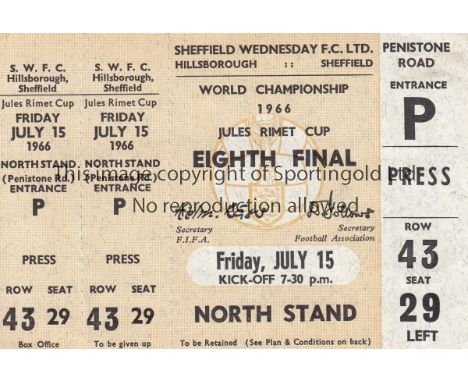 S. W. F. C.
Hillsborough,
Sheffield
Jules Rimet Cup
FRIDAY
JULY 15
1966
NORTH STAND
(Penistone Rd.)
ENTRANCE
P
PRESS
ROW SEAT
43 29
Box Office
S. W. F. C.
Hillsborough,
Sheffield
Jules Rimet Cup
FRIDAY
JULY 15
1966
NORTH STAND
(Penistone Rd.)
ENTRANCE
P
PRESS
ROW SEAT
43 29
To be given up
SHEFFIELD WEDNESDAY F.C. LTD.
HILLSBOROUGH :: SHEFFIELD
WORLD CHAMPIONSHIP
1966
JULES RIMET CUP
EIGHTH FINAL
Secretary
F.I.F.A.
Secretary
Football Association
Friday, JULY 15
KICK-OFF 7-30 p.m.
NORTH STAND
To be Retained (See Plan & Conditions on back)
PENISTONE
ROAD
ENTRANCE
P
PRESS
ROW
43
SEAT
29
LEFT
This image copyright of Sportingold Ltd.
No reproduction allowed